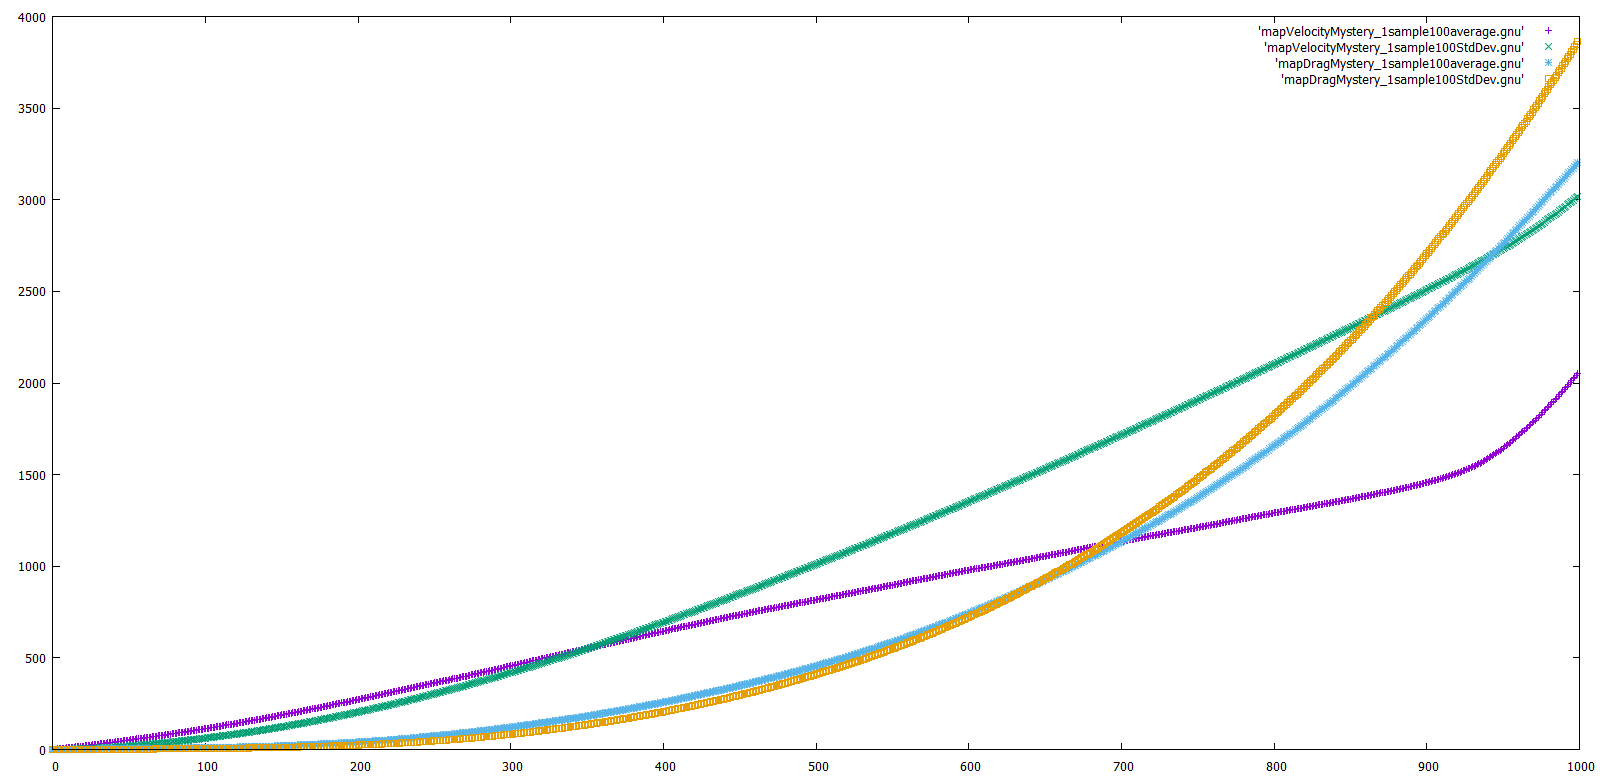 4000
3500
3000
2500
2000
1500
1000
500
0
'mapVelocityMystery_1sample100average.gnu'
'mapVelocityMystery_1sample100StdDev.gnu'
'mapDragMystery_1sample100average.gnu'
'mapDragMystery_1sample100StdDev.gnu'
0 100 200 300 400 500 600 700 800 900 1000